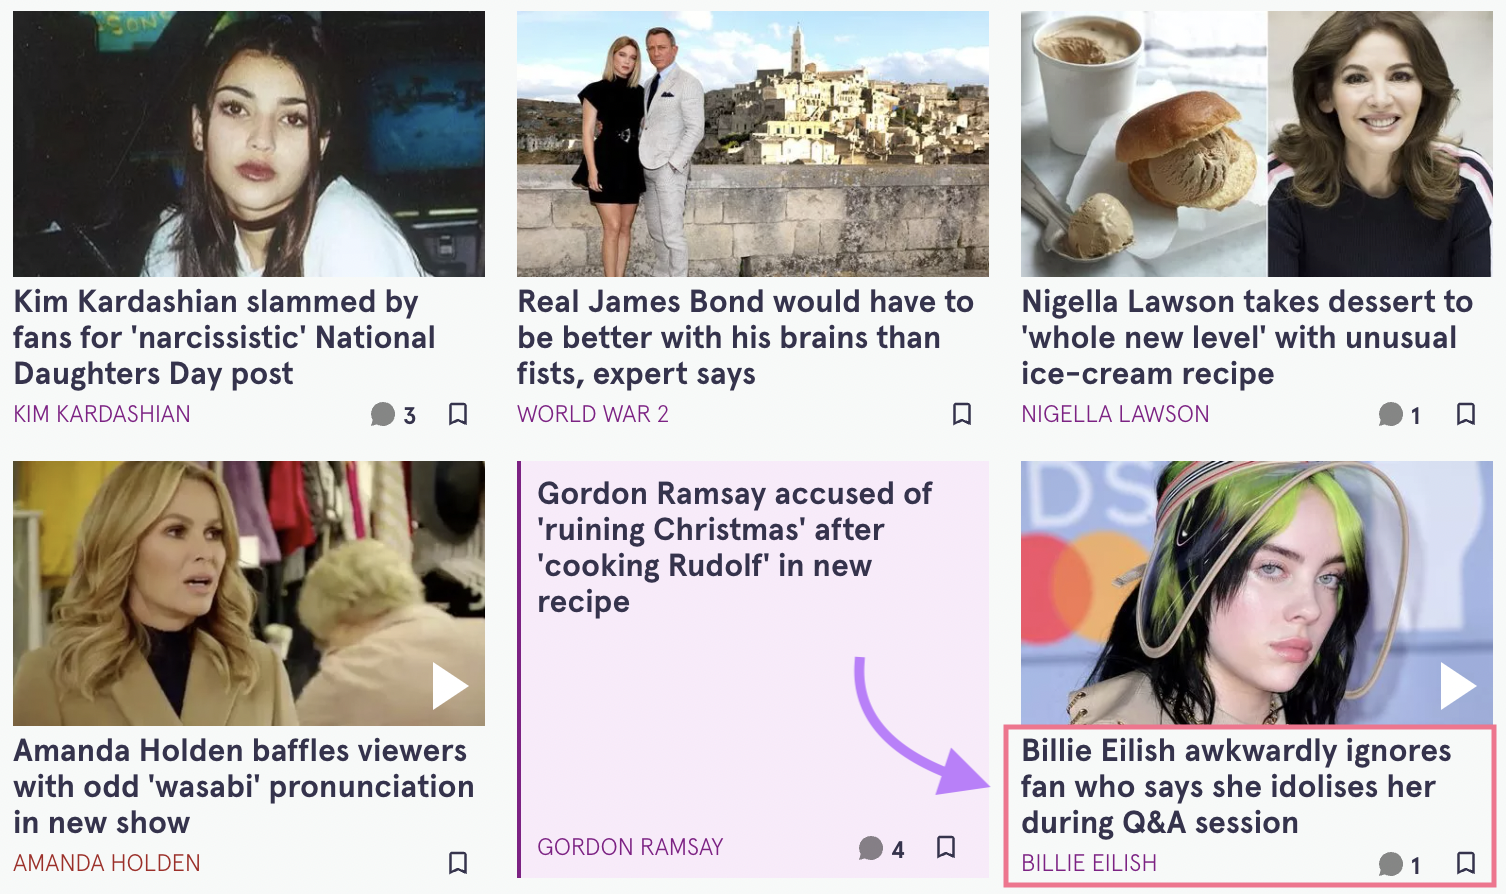 SONG
Kim Kardashian slammed by
fans for 'narcissistic' National
Daughters Day post
KIM KARDASHIAN
3
Real James Bond would have to
be better with his brains than
fists, expert says
WORLD WAR 2
Nigella Lawson takes dessert to
'whole new level' with unusual
ice-cream recipe
NIGELLA LAWSON
1
Amanda Holden baffles viewers
with odd 'wasabi' pronunciation
in new show
AMANDA HOLDEN
Gordon Ramsay accused of
'ruining Christmas' after
'cooking Rudolf' in new
recipe
GORDON RAMSAY
4
DS
Billie Eilish awkwardly ignores
fan who says she idolises her
during Q&A session
BILLIE EILISH
1